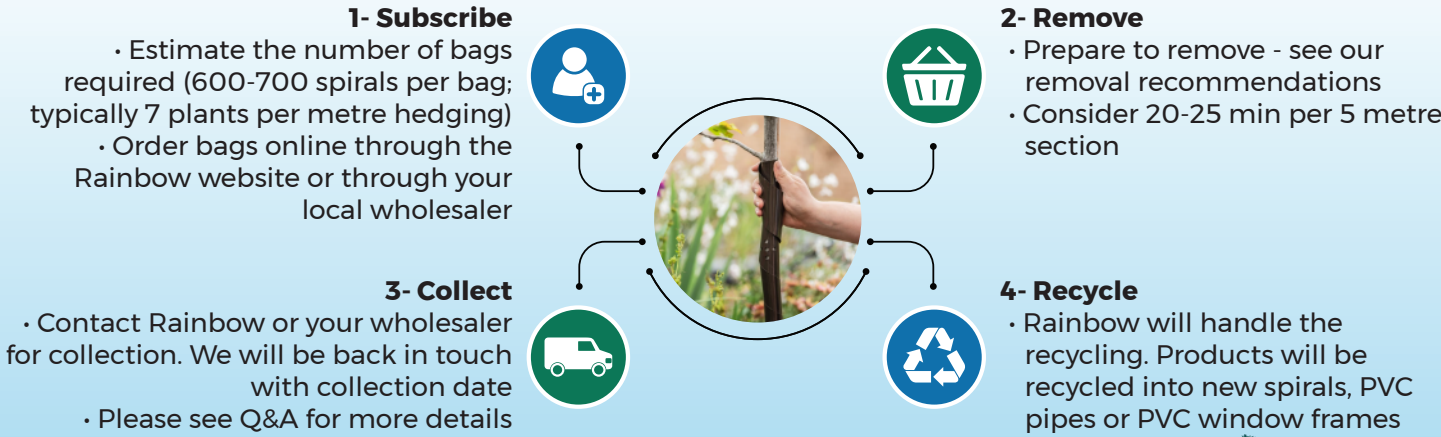 1- Subscribe
• Estimate the number of bags
required (600-700 spirals per bag;
typically 7 plants per metre hedging)
• Order bags online through the
Rainbow website or through your
local wholesaler
2- Remove
• Prepare to remove - see our
removal recommendations
• Consider 20-25 min per 5 metre
section
3- Collect
• Contact Rainbow or your wholesaler
for collection. We will be back in touch
with collection date
• Please see Q&A for more details
4- Recycle
• Rainbow will handle the
recycling. Products will be
recycled into new spirals, PVC
pipes or PVC window frames